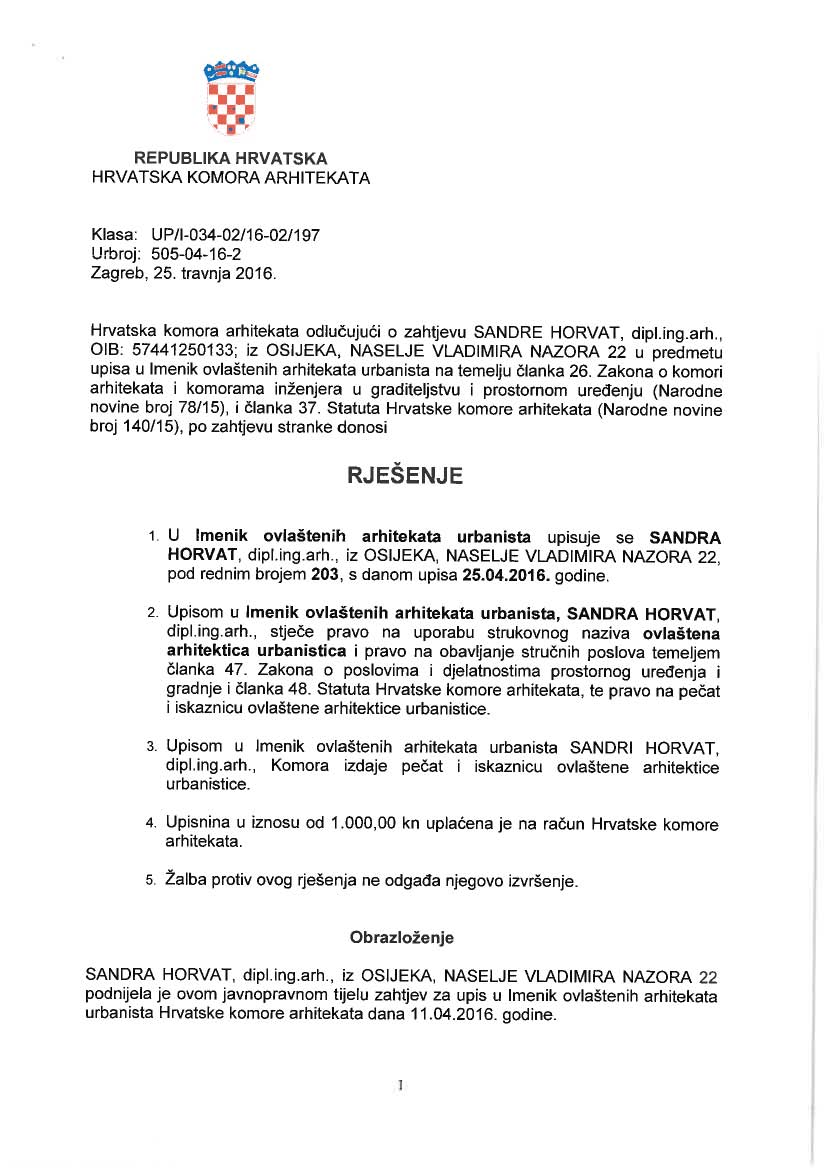 REPUBLIKA HRVATSKA
HRVATSKA KOMORA ARHITEKATA
Klasa: UP/I-034-02/16-02/197
Urbroj: 505-04-16-2
Zagreb, 25. travnja 2016.
Hrvatska komora arhitekata odlučujući o zahtjevu SANDRE HORVAT, dipl.ing.arh.,
OIB: 57441250133; iz OSIJEKA, NASELJE VLADIMIRA NAZORA 22 u predmetu
upisa u Imenik ovlaštenih arhitekata urbanista na temelju članka 26. Zakona o komori
arhitekata i komorama inženjera u graditeljstvu i prostornom uređenju (Narodne
novine broj 78/15), i članka 37. Statuta Hrvatske komore arhitekata (Narodne novine
broj 140/15), po zahtjevu stranke donosi
RJEŠENJE
1. U Imenik ovlaštenih arhitekata urbanista upisuje se SANDRA
HORVAT, dipl.ing.arh., iz OSIJEKA, NASELJE VLADIMIRA NAZORA 22,
pod rednim brojem 203, s danom upisa 25.04.2016. godine.
2. Upisom u Imenik ovlaštenih arhitekata urbanista, SANDRA HORVAT,
dipl.ing.arh., stječe pravo na uporabu strukovnog naziva ovlaštena
arhitektica urbanistica i pravo na obavljanje stručnih poslova temeljem
članka 47. Zakona o poslovima i djelatnostima prostornog uređenja i
gradnje i članka 48. Statuta Hrvatske komore arhitekata, te pravo na pečat
i iskaznicu ovlaštene arhitektice urbanistice.
3. Upisom u Imenik ovlaštenih arhitekata urbanista SANDRI HORVAT,
dipl.ing.arh., Komora izdaje pečat i iskaznicu ovlaštene arhitektice
urbanistice.
4. Upisnina u iznosu od 1.000,00 kn uplaćena je na račun Hrvatske komore
arhitekata.
5. Žalba protiv ovog rješenja ne odgađa njegovo izvršenje.
Obrazloženje
SANDRA HORVAT, dipl.ing.arh., iz OSIJEKA, NASELJE VLADIMIRA NAZORA 22
podnijela je ovom javnopravnom tijelu zahtjev za upis u Imenik ovlaštenih arhitekata
urbanista Hrvatske komore arhitekata dana 11.04.2016. godine.
1